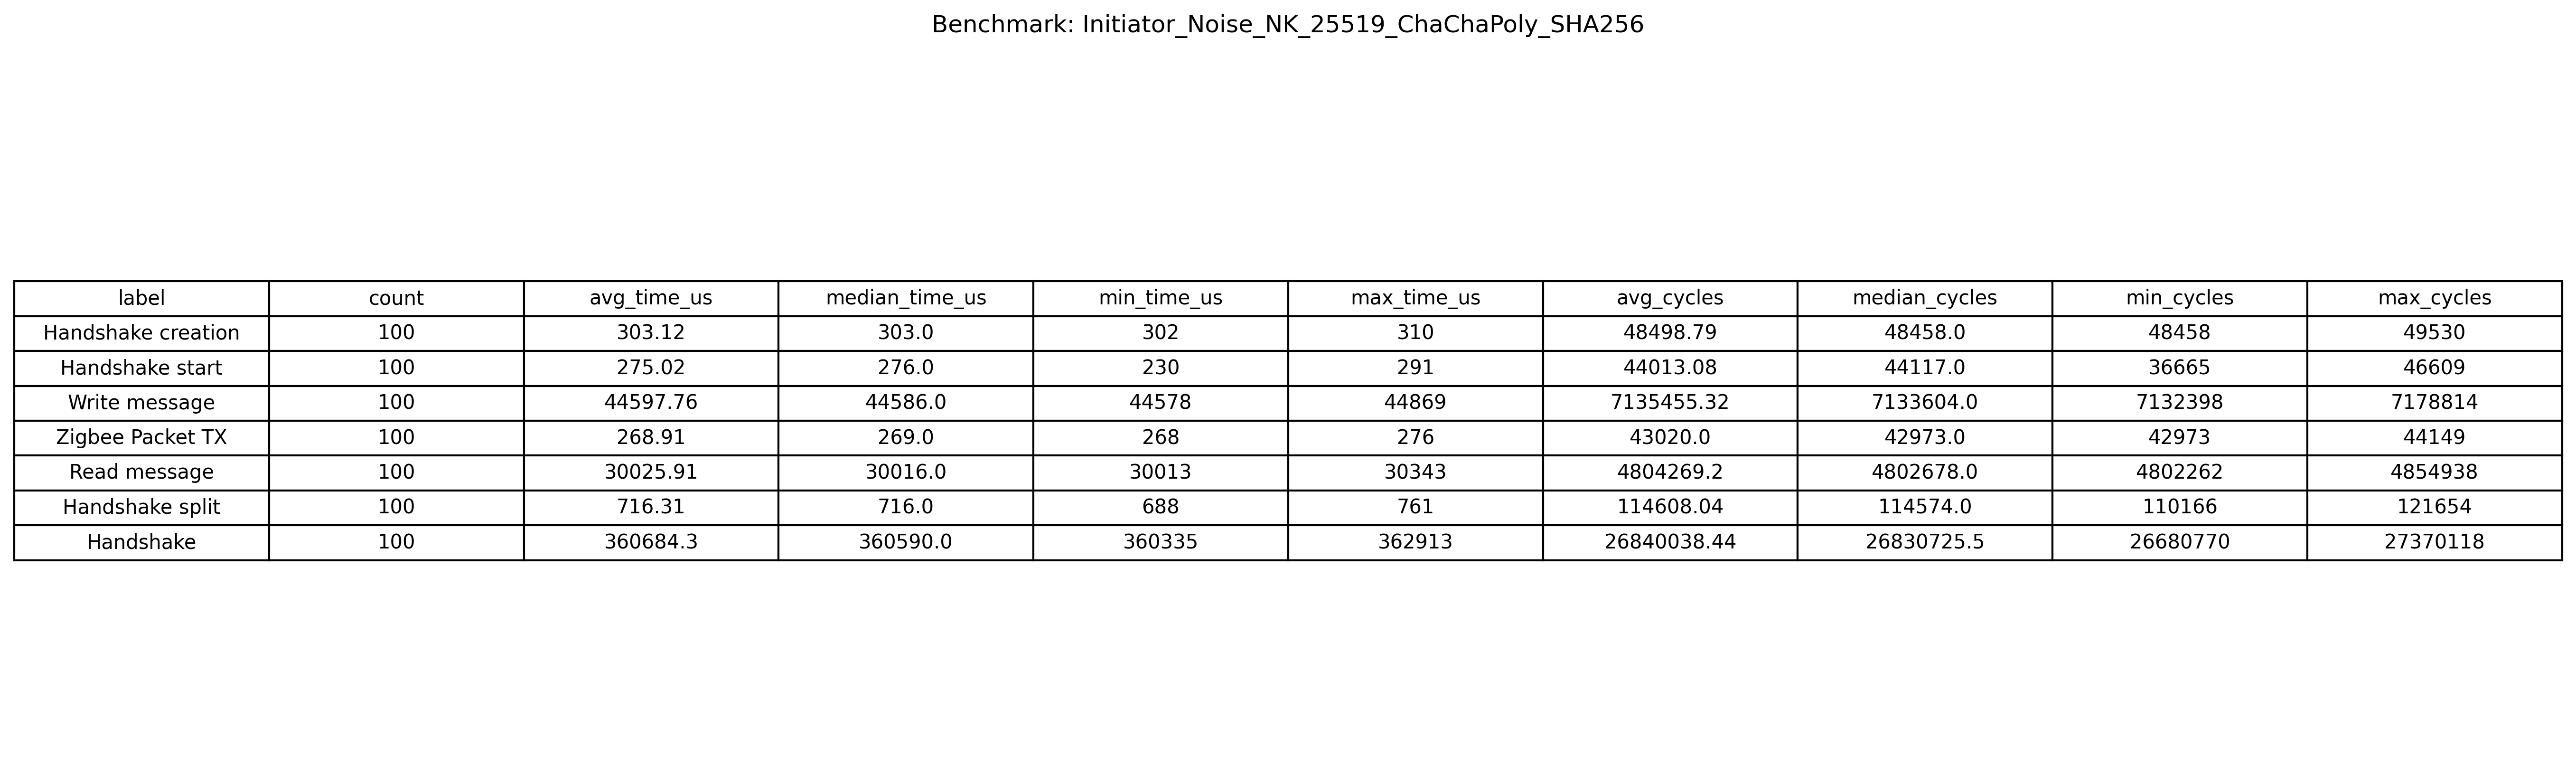 Benchmark: Initiator_Noise_NK_25519_ChaChaPoly_SHA256
label count avg_time_us median_time_us min_time_us max_time_us avg_cycles median_cycles min_cycles max_cycles
Handshake creation 100 303.12 303.0 302 310 48498.79 48458.0 48458 49530
Handshake start 100 275.02 276.0 230 291 44013.08 44117.0 36665 46609
Write message 100 44597.76 44586.0 44578 44869 7135455.32 7133604.0 7132398 7178814
Zigbee Packet TX 100 268.91 269.0 268 276 43020.0 42973.0 42973 44149
Read message 100 30025.91 30016.0 30013 30343 4804269.2 4802678.0 4802262 4854938
Handshake split 100 716.31 716.0 688 761 114608.04 114574.0 110166 121654
Handshake 100 360684.3 360590.0 360335 362913 26840038.44 26830725.5 26680770 27370118